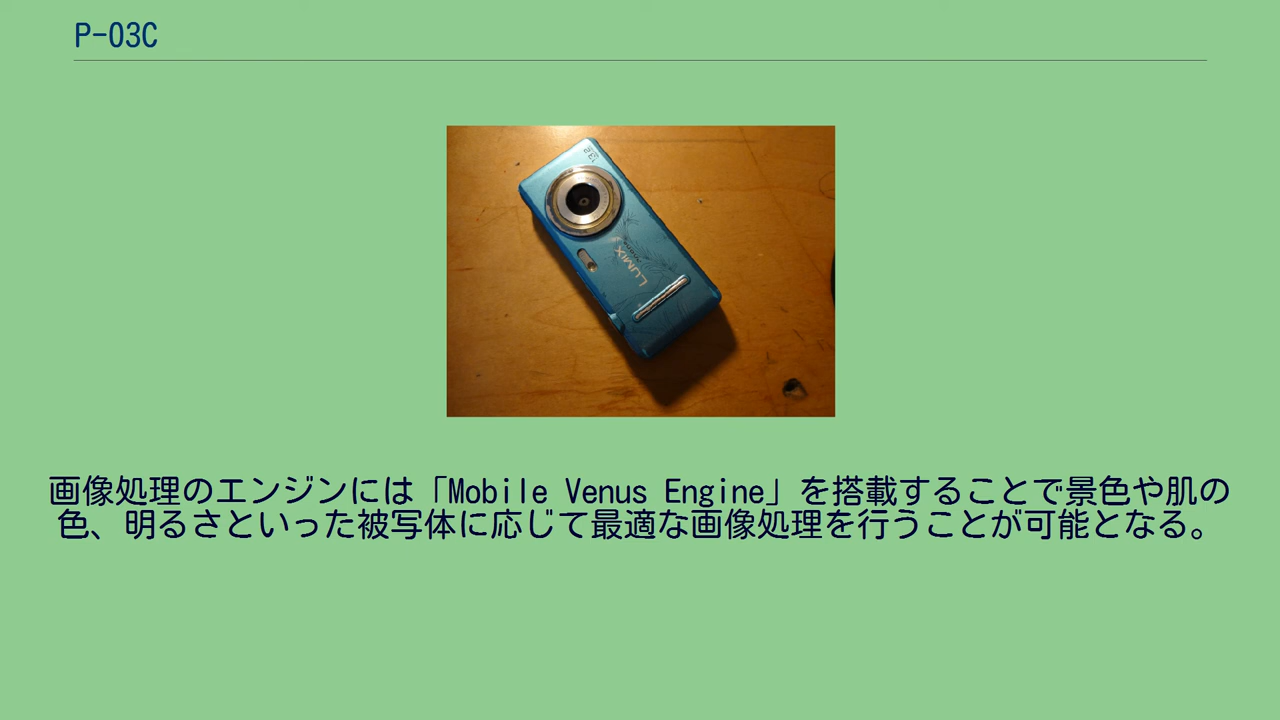 P-03C
LUMIX
画像処理のエンジンには「Mobile Venus Engine」を搭載することで景色や肌の
色、明るさといった被写体に応じて最適な画像処理を行うことが可能となる。